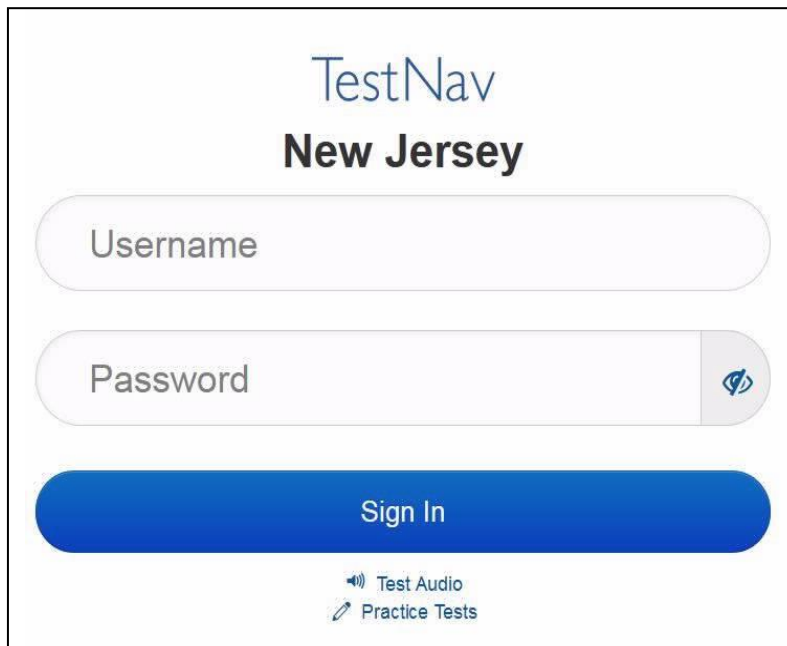 TestNav
New Jersey
Username
Password
Sign In
Test Audio
Practice Tests